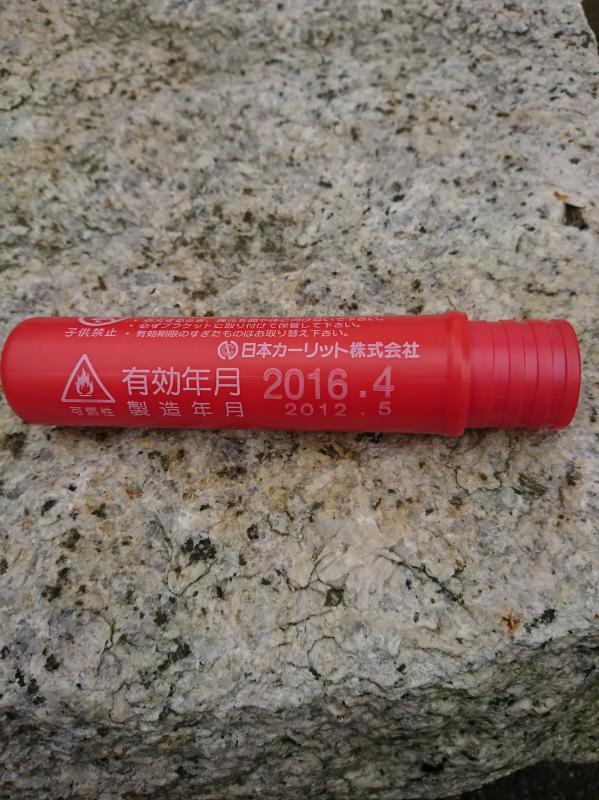 ・必ずブラケットに取り付けて保管して下さい。
子供禁止 ・有効期限のすぎたものはお取り替え下さい。
日本カーリット株式会社
有効年月 2016.4
可燃性 製造年月 2012.5